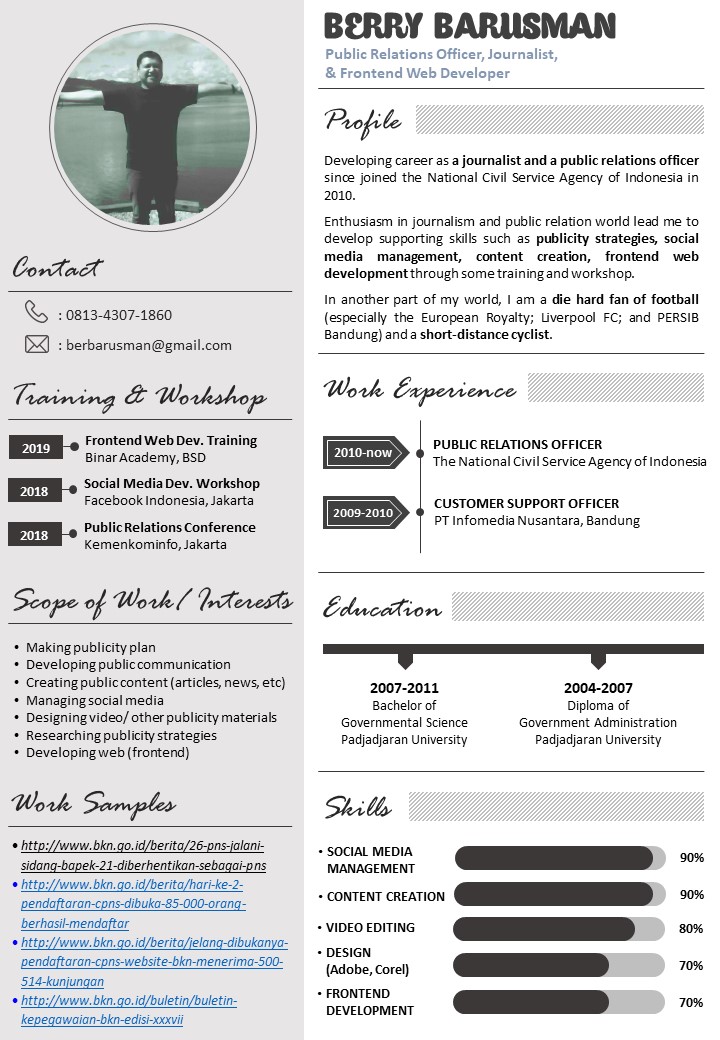 BERRY BARUSMAN
Public Relations Officer, Journalist,
& Frontend Web Developer
Profile
Developing career as a journalist and a public relations officer
since joined the National Civil Service Agency of Indonesia in
2010.
Enthusiasm in journalism and public relation world lead me to
develop supporting skills such as publicity strategies, social
media management, content creation, frontend web
development through some training and workshop.
In another part of my world, I am a die hard fan of football
(especially the European Royalty; Liverpool FC; and PERSIB
Bandung) and a short-distance cyclist.
Contact
: 0813-4307-1860
: berbarusman@gmail.com
Training & Workshop
2019
Frontend Web Dev. Training
Binar Academy, BSD
2018
Social Media Dev. Workshop
Facebook Indonesia, Jakarta
2018
Public Relations Conference
Kemenkominfo, Jakarta
Scope of Work/ Interests
• Making publicity plan
• Developing public communication
• Creating public content (articles, news, etc)
• Managing social media
• Designing video/ other publicity materials
• Researching publicity strategies
• Developing web (frontend)
Work Samples
• http://www.bkn.go.id/berita/26-pns-jalani-
sidang-bapek-21-diberhentikan-sebagai-pns
• http://www.bkn.go.id/berita/hari-ke-2-
pendaftaran-cpns-dibuka-85-000-orang-
berhasil-mendaftar
• http://www.bkn.go.id/berita/jelang-dibukanya-
pendaftaran-cpns-website-bkn-menerima-500-
514-kunjungan
• http://www.bkn.go.id/buletin/buletin-
kepegawaian-bkn-edisi-xxxvii
Work Experience
2010-now
PUBLIC RELATIONS OFFICER
The National Civil Service Agency of Indonesia
2009-2010
CUSTOMER SUPPORT OFFICER
PT Infomedia Nusantara, Bandung
Education
2007-2011
Bachelor of
Governmental Science
Padjadjaran University
2004-2007
Diploma of
Government Administration
Padjadjaran University
Skills
• SOCIAL MEDIA
MANAGEMENT
90%
• CONTENT CREATION
90%
• VIDEO EDITING
80%
• DESIGN
(Adobe, Corel)
70%
• FRONTEND
DEVELOPMENT
70%